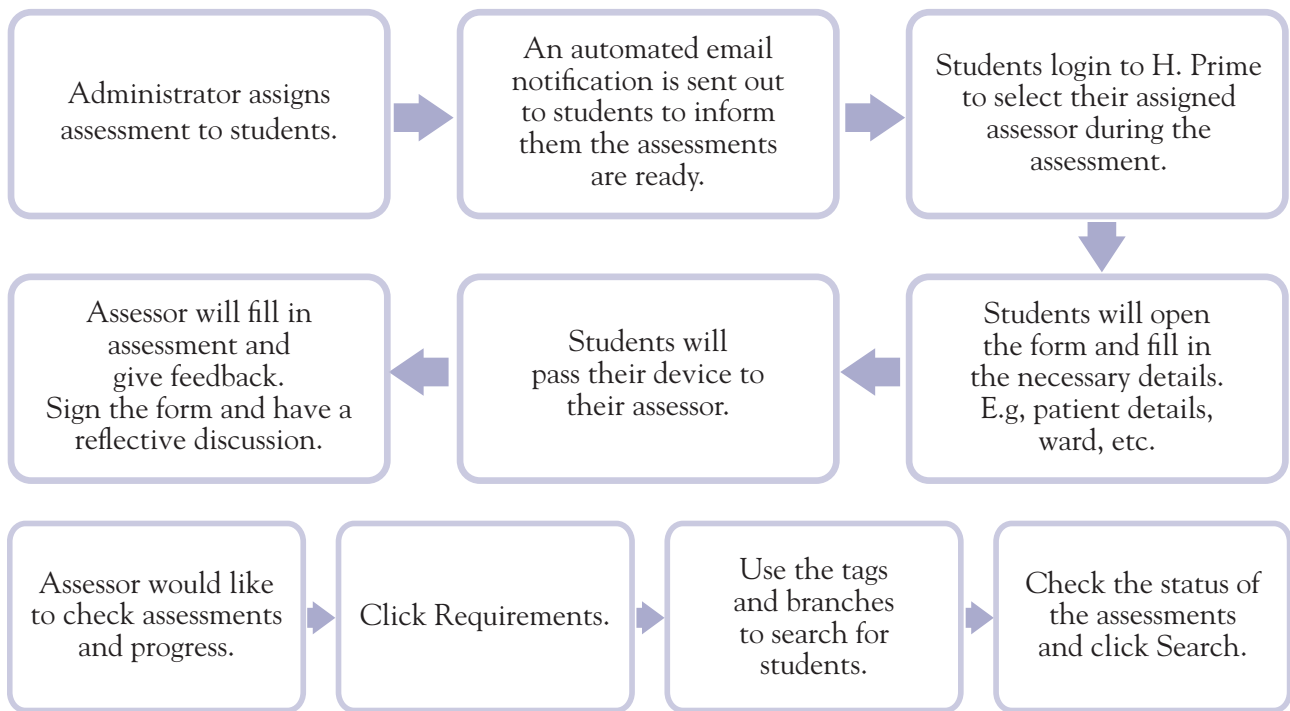 Administrator assigns
assessment to students.
An automated email
notification is sent out
to students to inform
them the assessments
are ready.
Students login to H. Prime
to select their assigned
assessor during the
assessment.
Students will open
the form and fill in
the necessary details.
E.g, patient details,
ward, etc.
Students will
pass their device to
their assessor.
Assessor will fill in
assessment and
give feedback.
Sign the form and have a
reflective discussion.
Assessor would like
to check assessments
and progress.
Click Requirements.
Use the tags
and branches
to search for
students.
Check the status of
the assessments
and click Search.